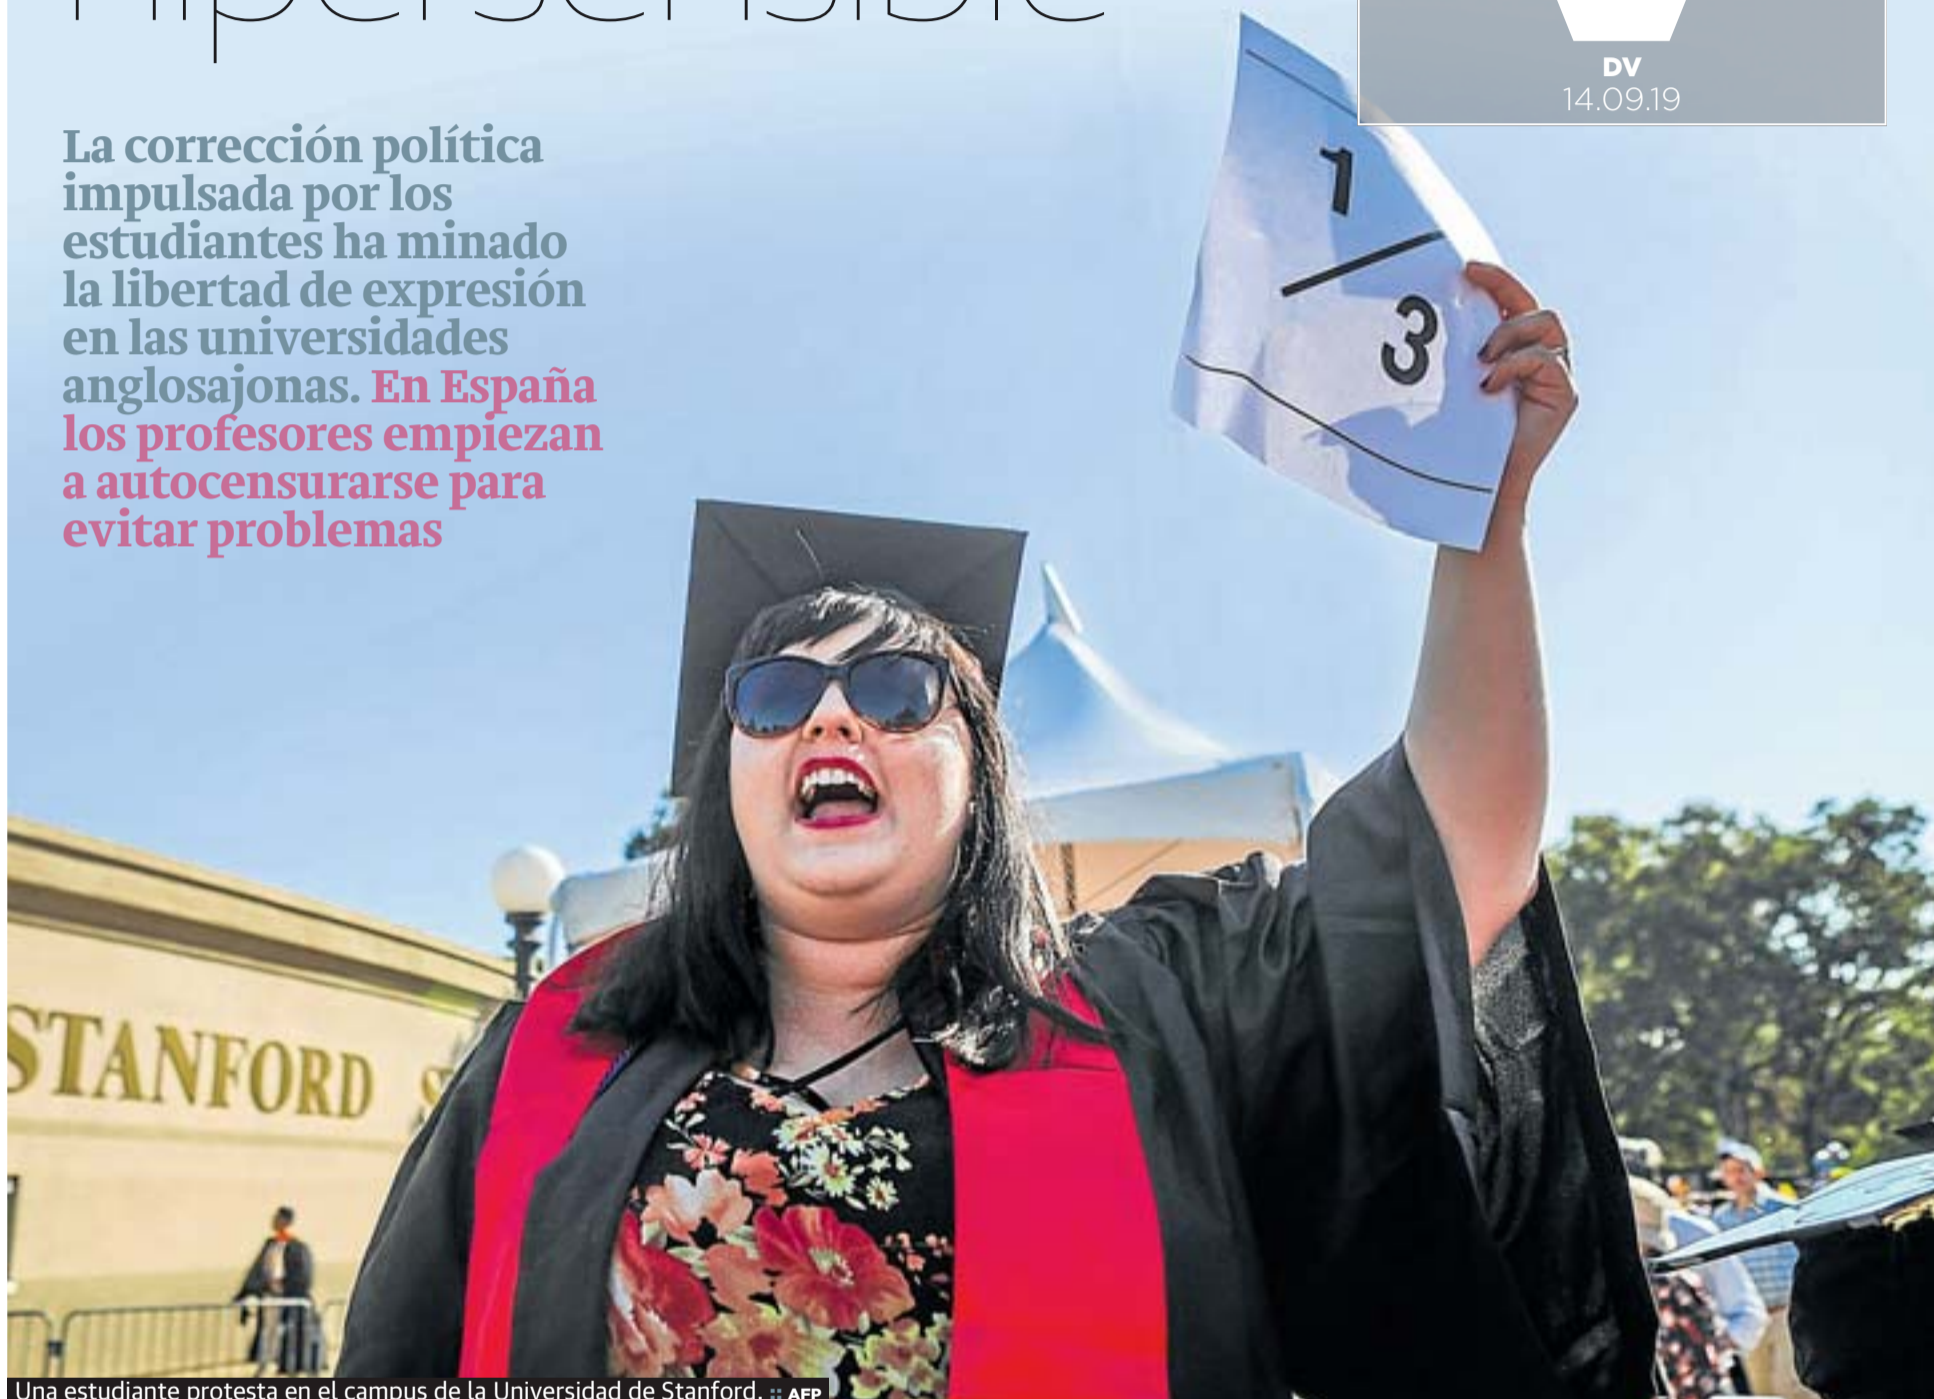 Hipersensible
DV
14.09.19
La corrección política
impulsada por los
estudiantes ha minado
la libertad de expresión
en las universidades
anglosajonas. En España
los profesores empiezan
a autocensurarse para
evitar problemas
1
3
STANFORD S
Una estudiante protesta en el campus de la Universidad de Stanford. :: AFP